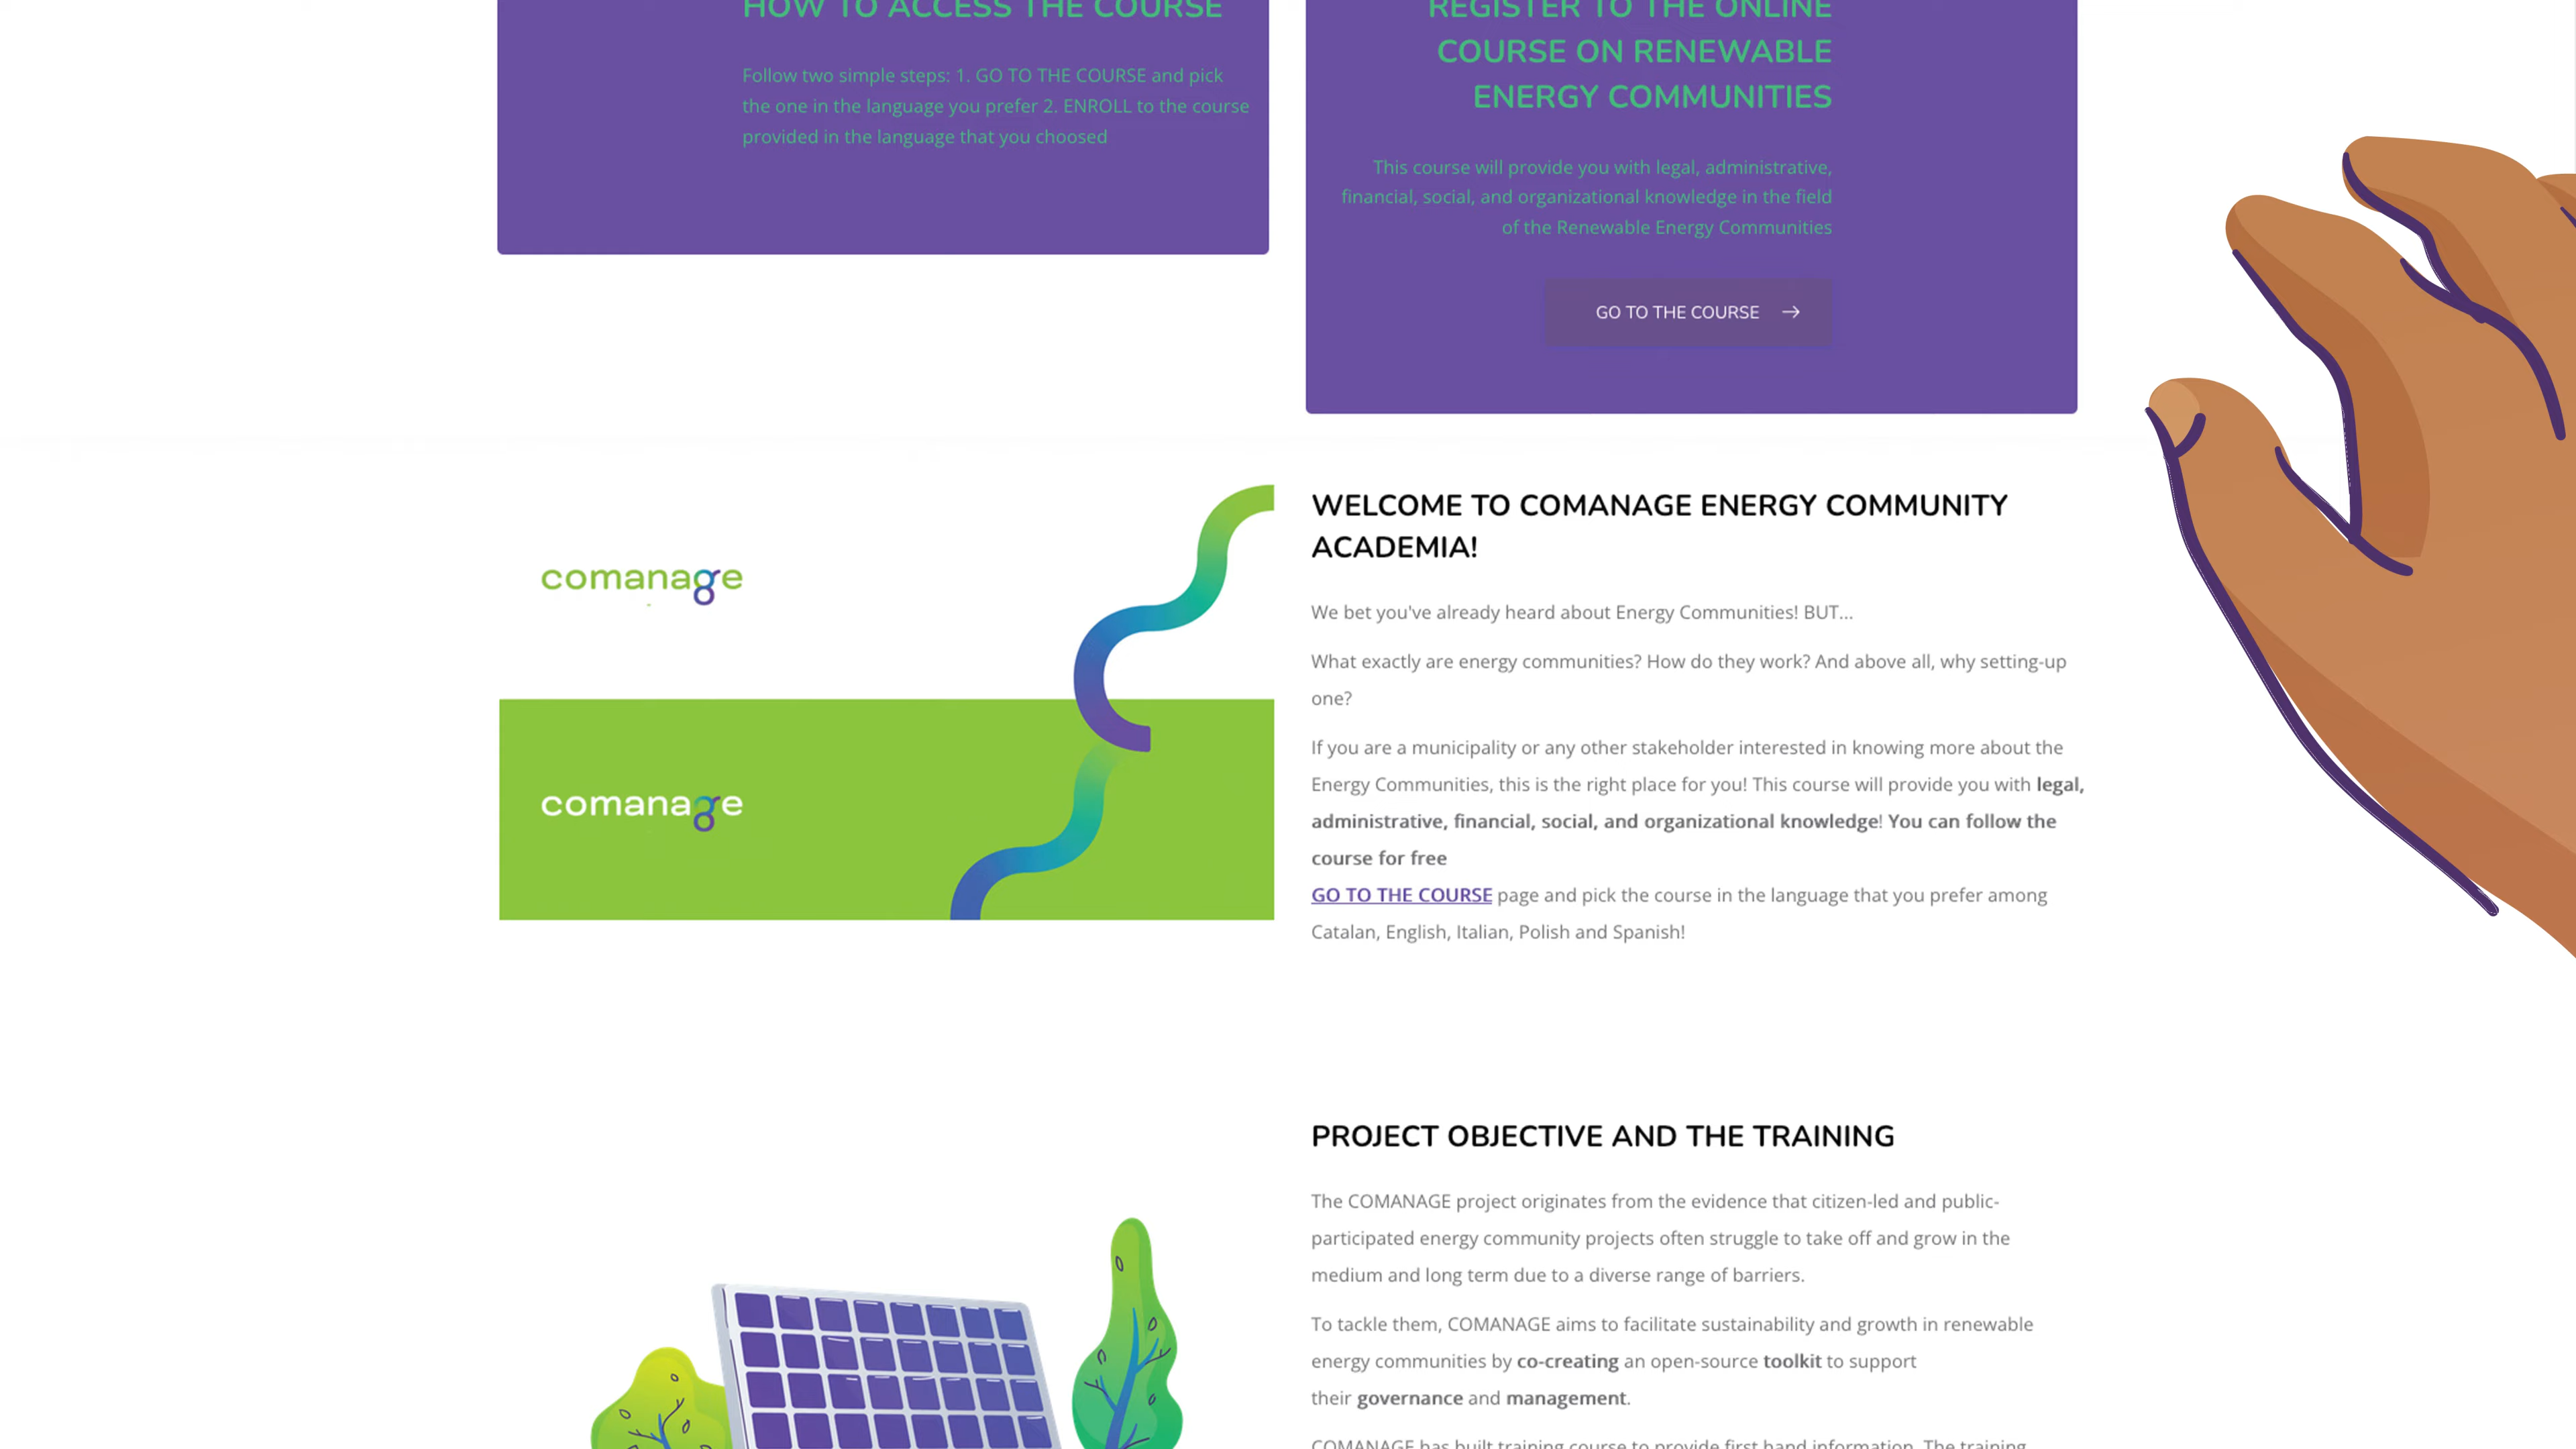 HOW TO ACCESS THE COURSE
Follow two simple steps: 1. GO TO THE COURSE and pick
the one in the language you prefer 2. ENROLL to the course
provided in the language that you choosed
REGISTER TO THE ONLINE
COURSE ON RENEWABLE
ENERGY COMMUNITIES
This course will provide you with legal, administrative,
financial, social, and organizational knowledge in the field
of the Renewable Energy Communities
GO TO THE COURSE →
comanage
comanage
WELCOME TO COMANAGE ENERGY COMMUNITY
ACADEMIA!
We bet you've already heard about Energy Communities! BUT...
What exactly are energy communities? How do they work? And above all, why setting-up
one?
If you are a municipality or any other stakeholder interested in knowing more about the
Energy Communities, this is the right place for you! This course will provide you with legal,
administrative, financial, social, and organizational knowledge! You can follow the
course for free
GO TO THE COURSE page and pick the course in the language that you prefer among
Catalan, English, Italian, Polish and Spanish!
PROJECT OBJECTIVE AND THE TRAINING
The COMANAGE project originates from the evidence that citizen-led and public-
participated energy community projects often struggle to take off and grow in the
medium and long term due to a diverse range of barriers.
To tackle them, COMANAGE aims to facilitate sustainability and growth in renewable
energy communities by co-creating an open-source toolkit to support
their governance and management.
COMANAGE has built training course to provide first hand information. The training